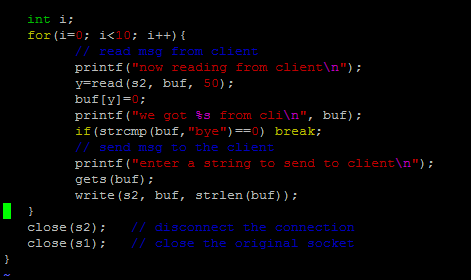 int i;
for(i=0; i<10; i++){
// read msg from client
printf("now reading from client\n");
y=read(s2, buf, 50);
buf[y]=0;
printf("we got %s from cli\n", buf);
if(strcmp(buf,"bye")==0) break;
// send msg to the client
printf("enter a string to send to client\n");
gets(buf);
write(s2, buf, strlen(buf));
}
close(s2); // disconnect the connection
close(s1); // close the original socket
}
~